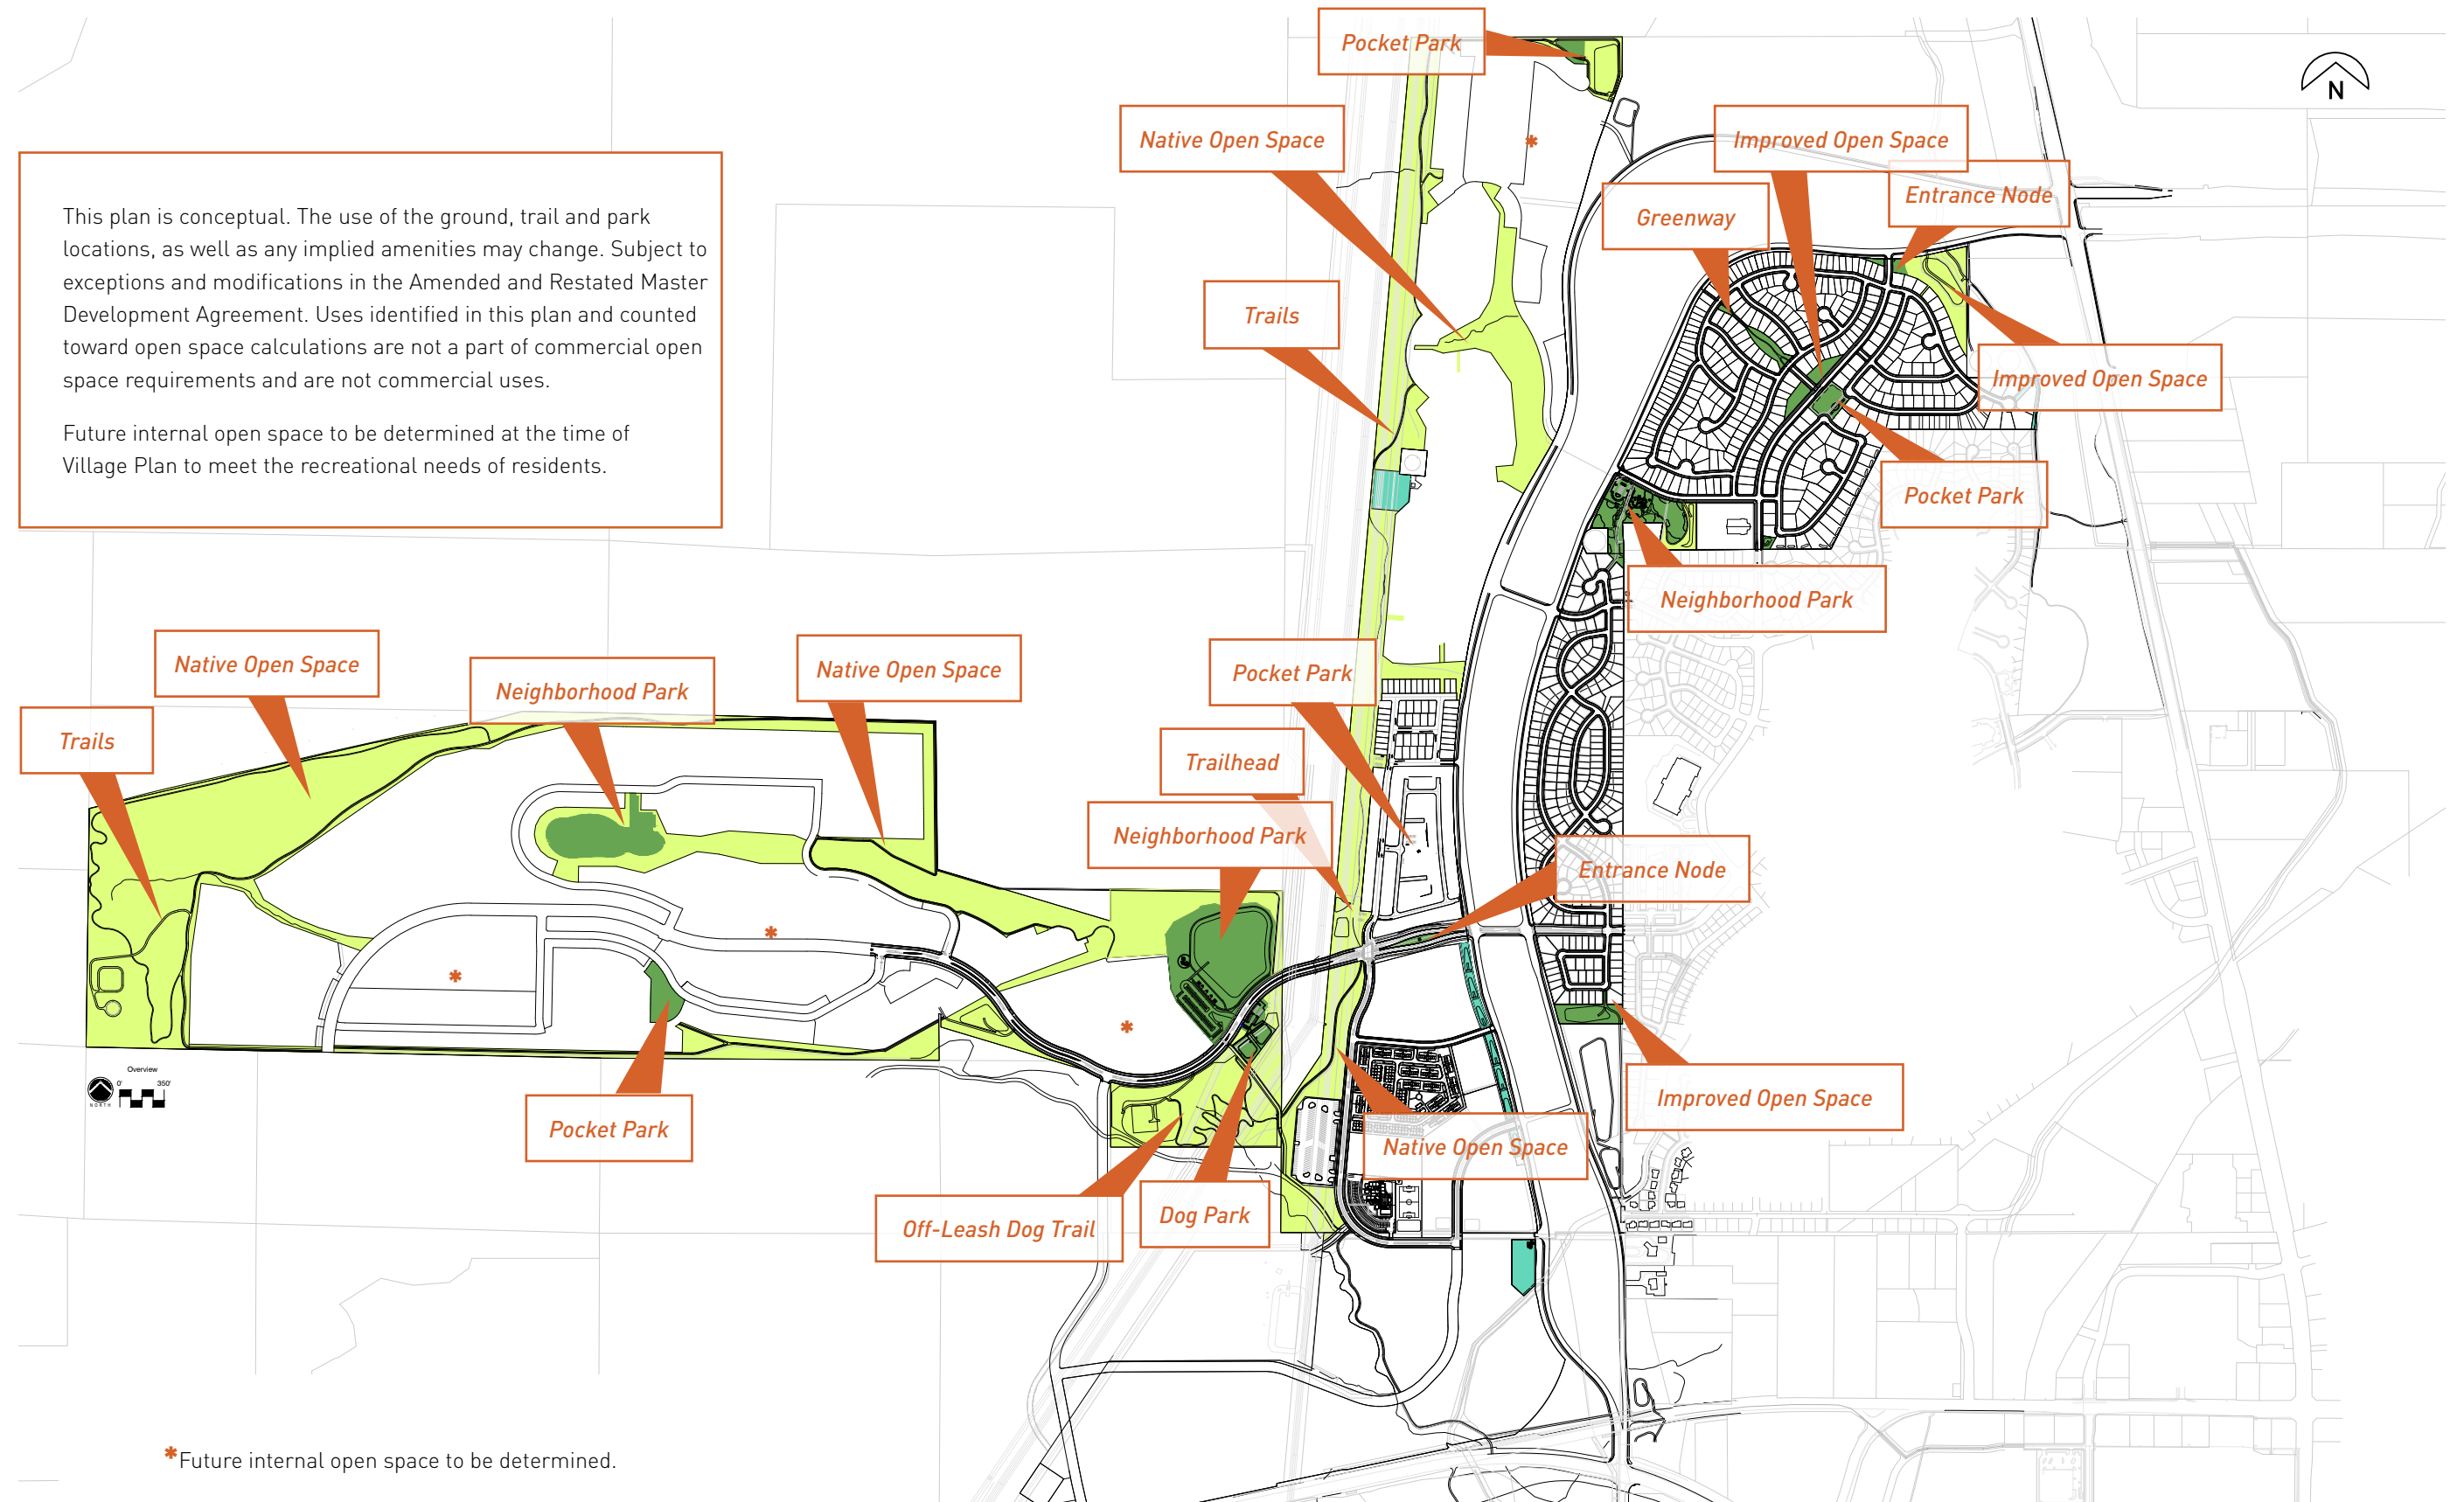 Pocket Park
N
Native Open Space
Improved Open Space
Entrance Node
Greenway
This plan is conceptual. The use of the ground, trail and park
locations, as well as any implied amenities may change. Subject to
exceptions and modifications in the Amended and Restated Master
Development Agreement. Uses identified in this plan and counted
toward open space calculations are not a part of commercial open
space requirements and are not commercial uses.
Future internal open space to be determined at the time of
Village Plan to meet the recreational needs of residents.
Trails
Improved Open Space
Pocket Park
Neighborhood Park
Native Open Space
Neighborhood Park
Native Open Space
Pocket Park
Trails
Trailhead
Neighborhood Park
Entrance Node
Overview
0' 350'
NORTH
Pocket Park
Improved Open Space
Native Open Space
Off-Leash Dog Trail
Dog Park
*Future internal open space to be determined.